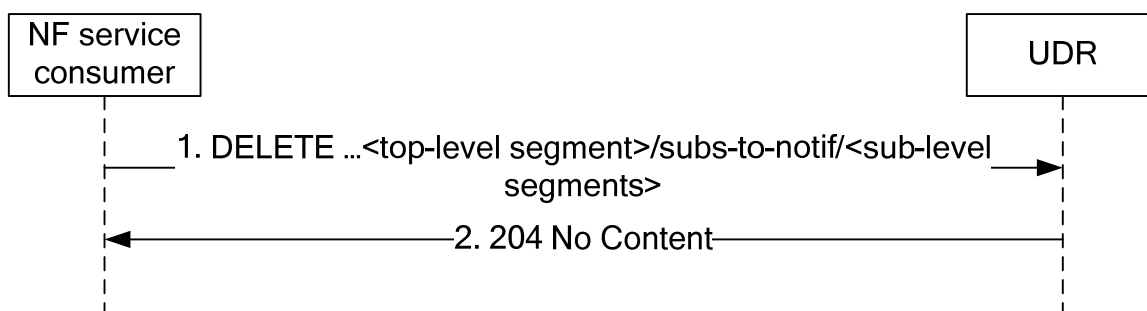 NF service
consumer
UDR
1. DELETE ...<top-level segment>/subs-to-notif/<sub-level
segments>
2. 204 No Content